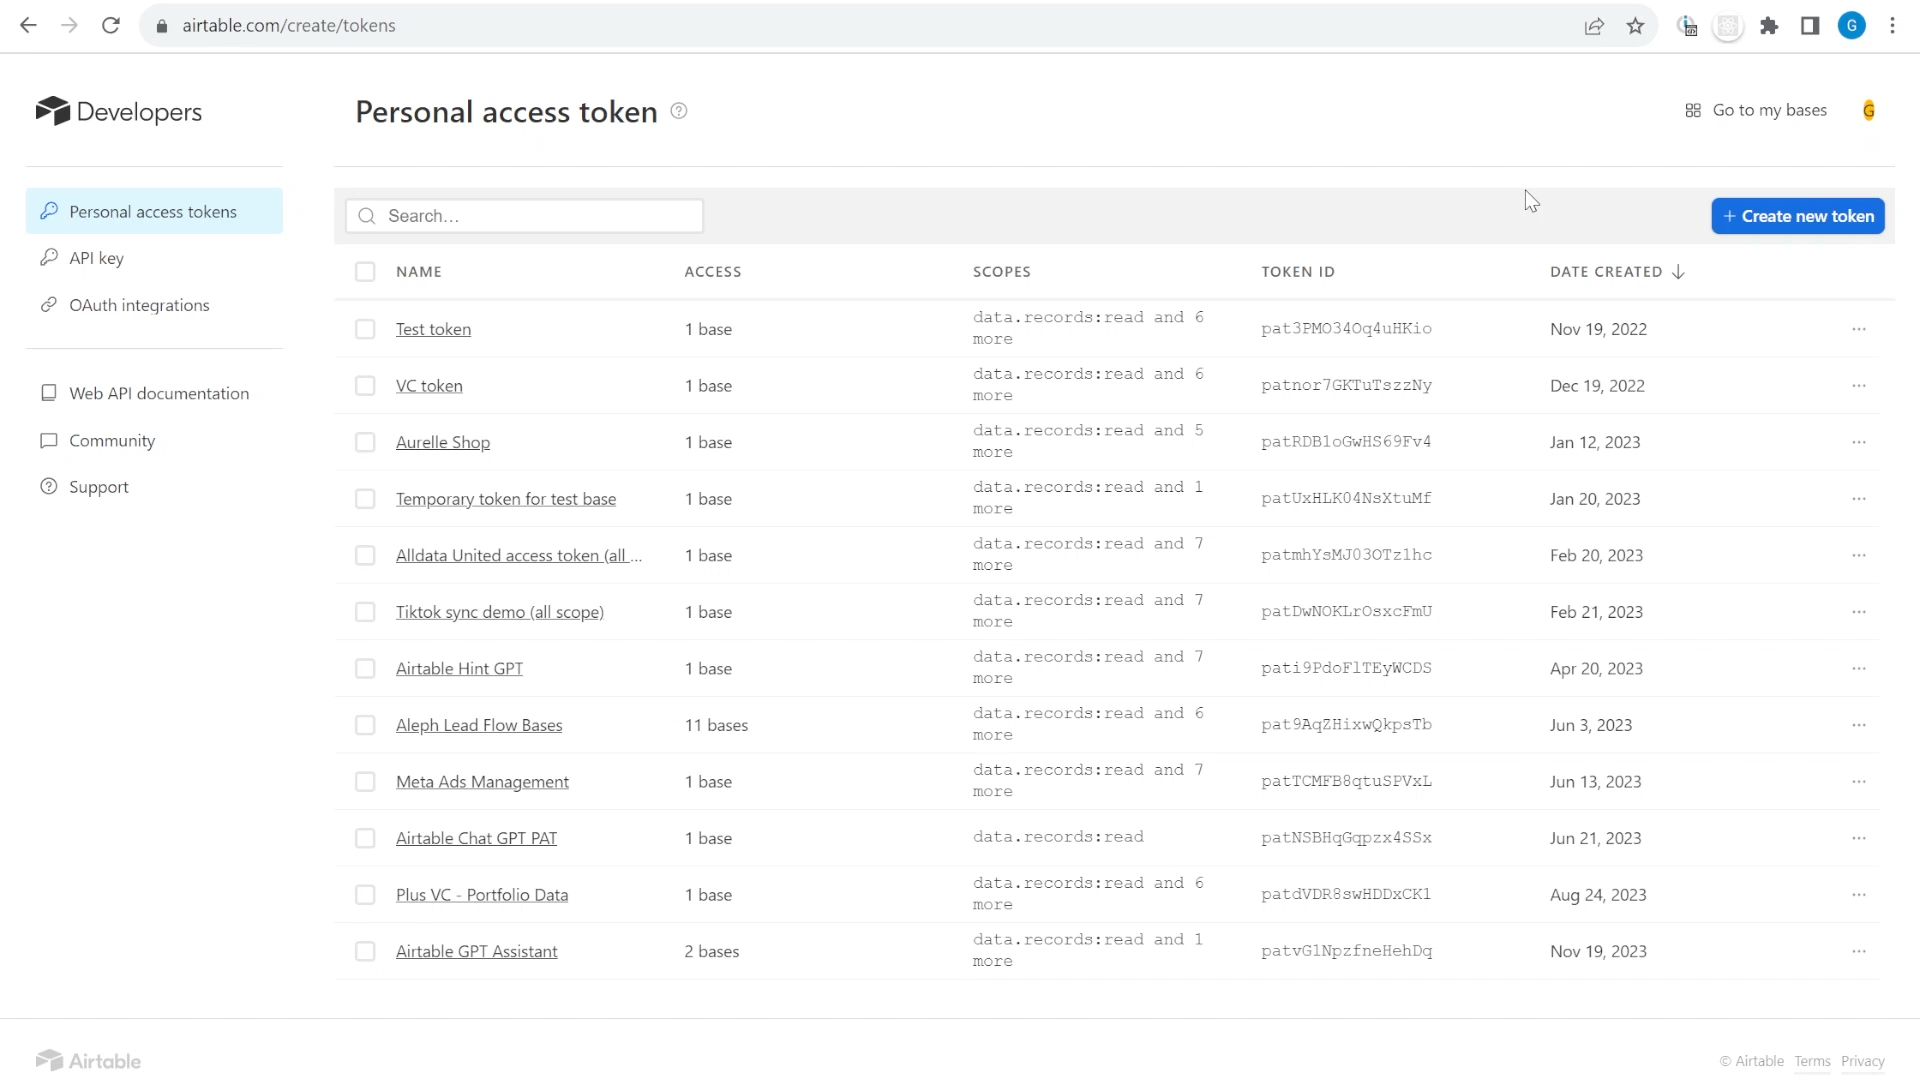 airtable.com/create/tokens
G
Developers
Personal access token
Go to my bases
G
Personal access tokens
API key
OAuth integrations
Web API documentation
Community
Support
Search...
+ Create new token
NAME ACCESS SCOPES TOKEN ID DATE CREATED
Test token 1 base data.records:read and 6 more pat3PMO34Oq4uHKio Nov 19, 2022
VC token 1 base data.records:read and 6 more patnor7GKTuTszzNy Dec 19, 2022
Aurelle Shop 1 base data.records:read and 5 more patRDB1oGwHS69Fv4 Jan 12, 2023
Temporary token for test base 1 base data.records:read and 1 more patUxHLK04NsXtuMf Jan 20, 2023
Alldata United access token (all ... 1 base data.records:read and 7 more patmhYsMJ03OTz1hc Feb 20, 2023
Tiktok sync demo (all scope) 1 base data.records:read and 7 more patDwNOKLrOsxcFmU Feb 21, 2023
Airtable Hint GPT 1 base data.records:read and 7 more pati9PdoFlTEyWCDS Apr 20, 2023
Aleph Lead Flow Bases 11 bases data.records:read and 6 more pat9AqZHixwQkpsTb Jun 3, 2023
Meta Ads Management 1 base data.records:read and 7 more patTCMFB8qtuSPVxL Jun 13, 2023
Airtable Chat GPT PAT 1 base data.records:read patNSBHqGqpzx4SSx Jun 21, 2023
Plus VC - Portfolio Data 1 base data.records:read and 6 more patdVDR8swHDDxCK1 Aug 24, 2023
Airtable GPT Assistant 2 bases data.records:read and 1 more patvGlNpzfneHehDq Nov 19, 2023
Airtable
© Airtable Terms Privacy